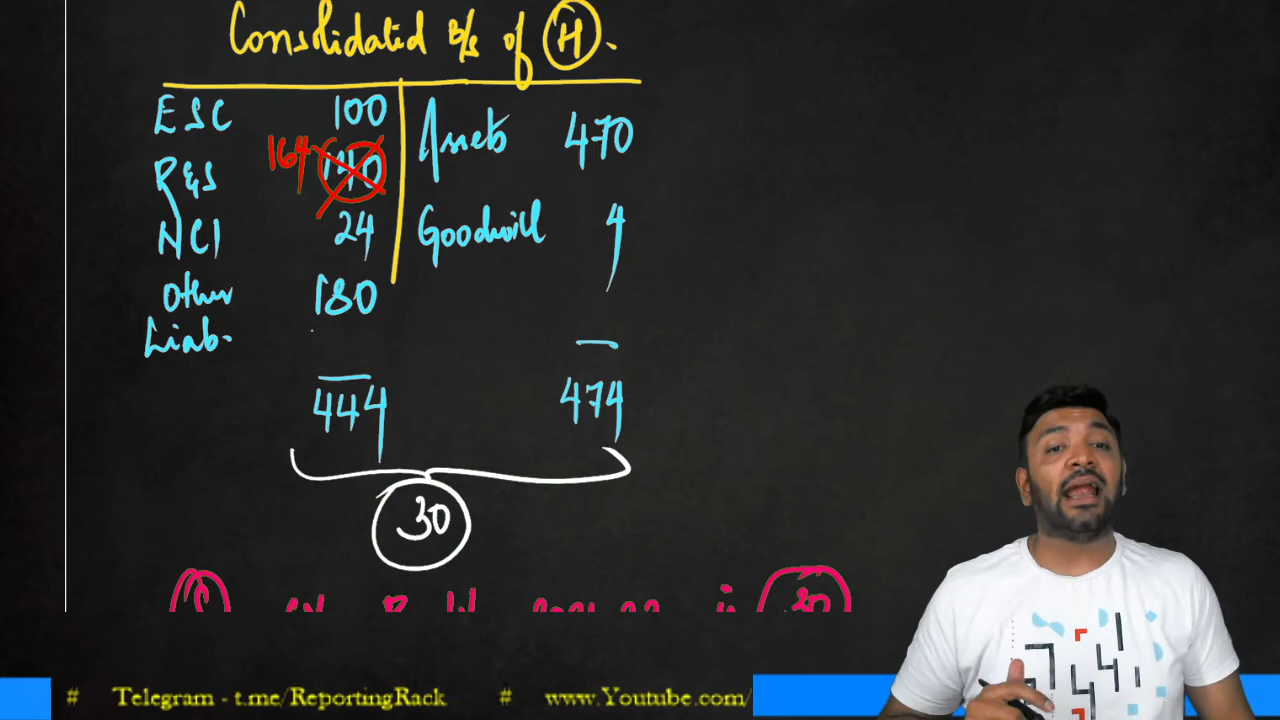 Consolidated B/S of H.
ESC 100 Assets 470
R&S 164 140
NCI 24 Goodwill 4
Other 180
Liab.
444 474
30
# Telegram - t.me/ReportingRack # www.Youtube.com/